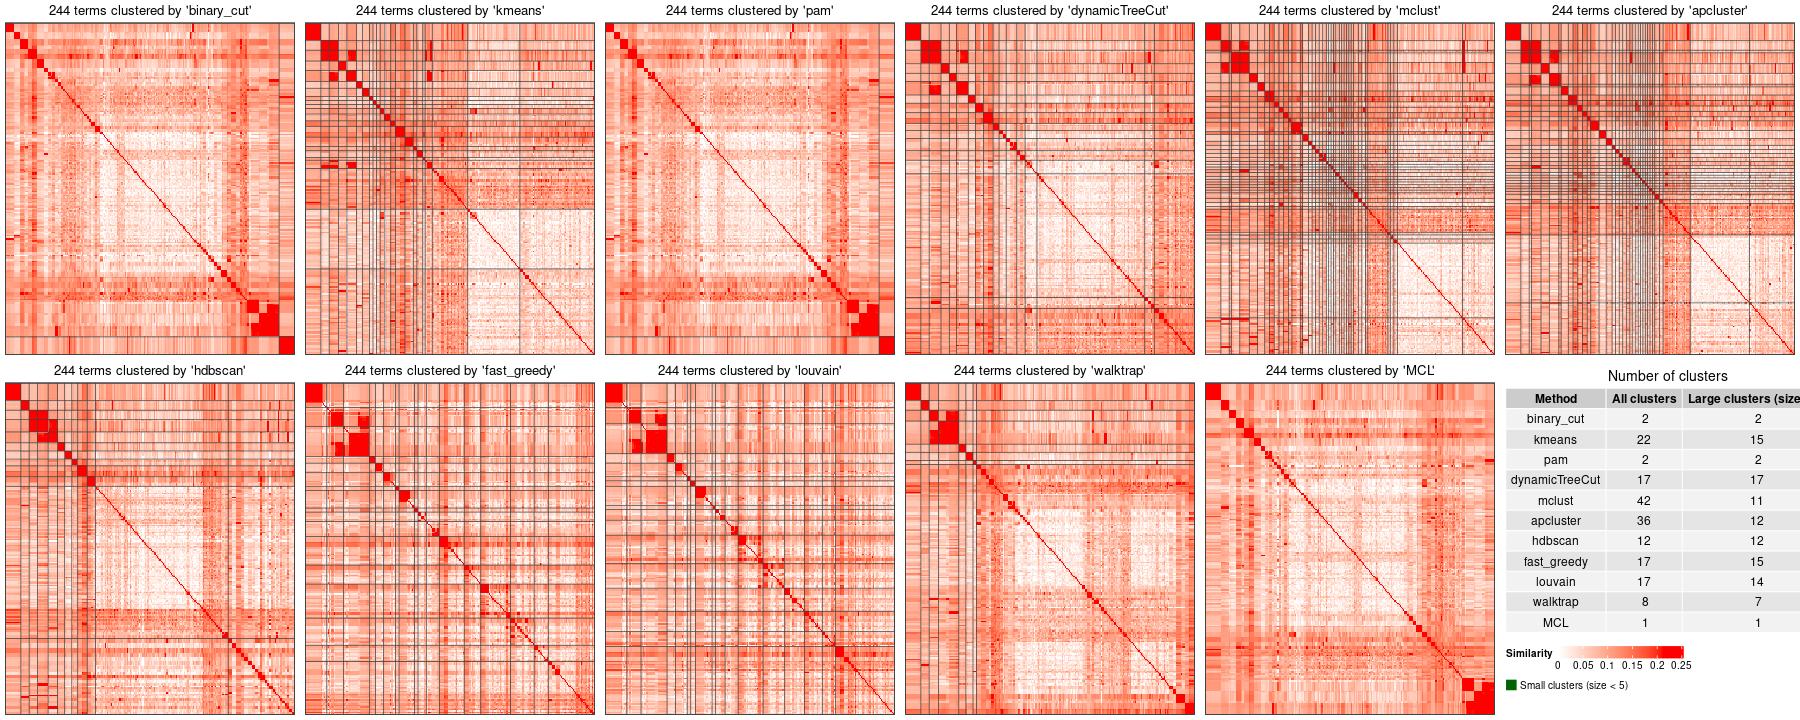 244 terms clustered by 'binary_cut'
244 terms clustered by 'kmeans'
244 terms clustered by 'pam'
244 terms clustered by 'dynamicTreeCut'
244 terms clustered by 'mclust'
244 terms clustered by 'apcluster'
244 terms clustered by 'hdbscan'
244 terms clustered by 'fast_greedy'
244 terms clustered by 'louvain'
244 terms clustered by 'walktrap'
244 terms clustered by 'MCL'
Number of clusters
Method All clusters Large clusters (size
binary_cut 2 2
kmeans 22 15
pam 2 2
dynamicTreeCut 17 17
mclust 42 11
apcluster 36 12
hdbscan 12 12
fast_greedy 17 15
louvain 17 14
walktrap 8 7
MCL 1 1
Similarity
0 0.05 0.1 0.15 0.2 0.25
Small clusters (size < 5)